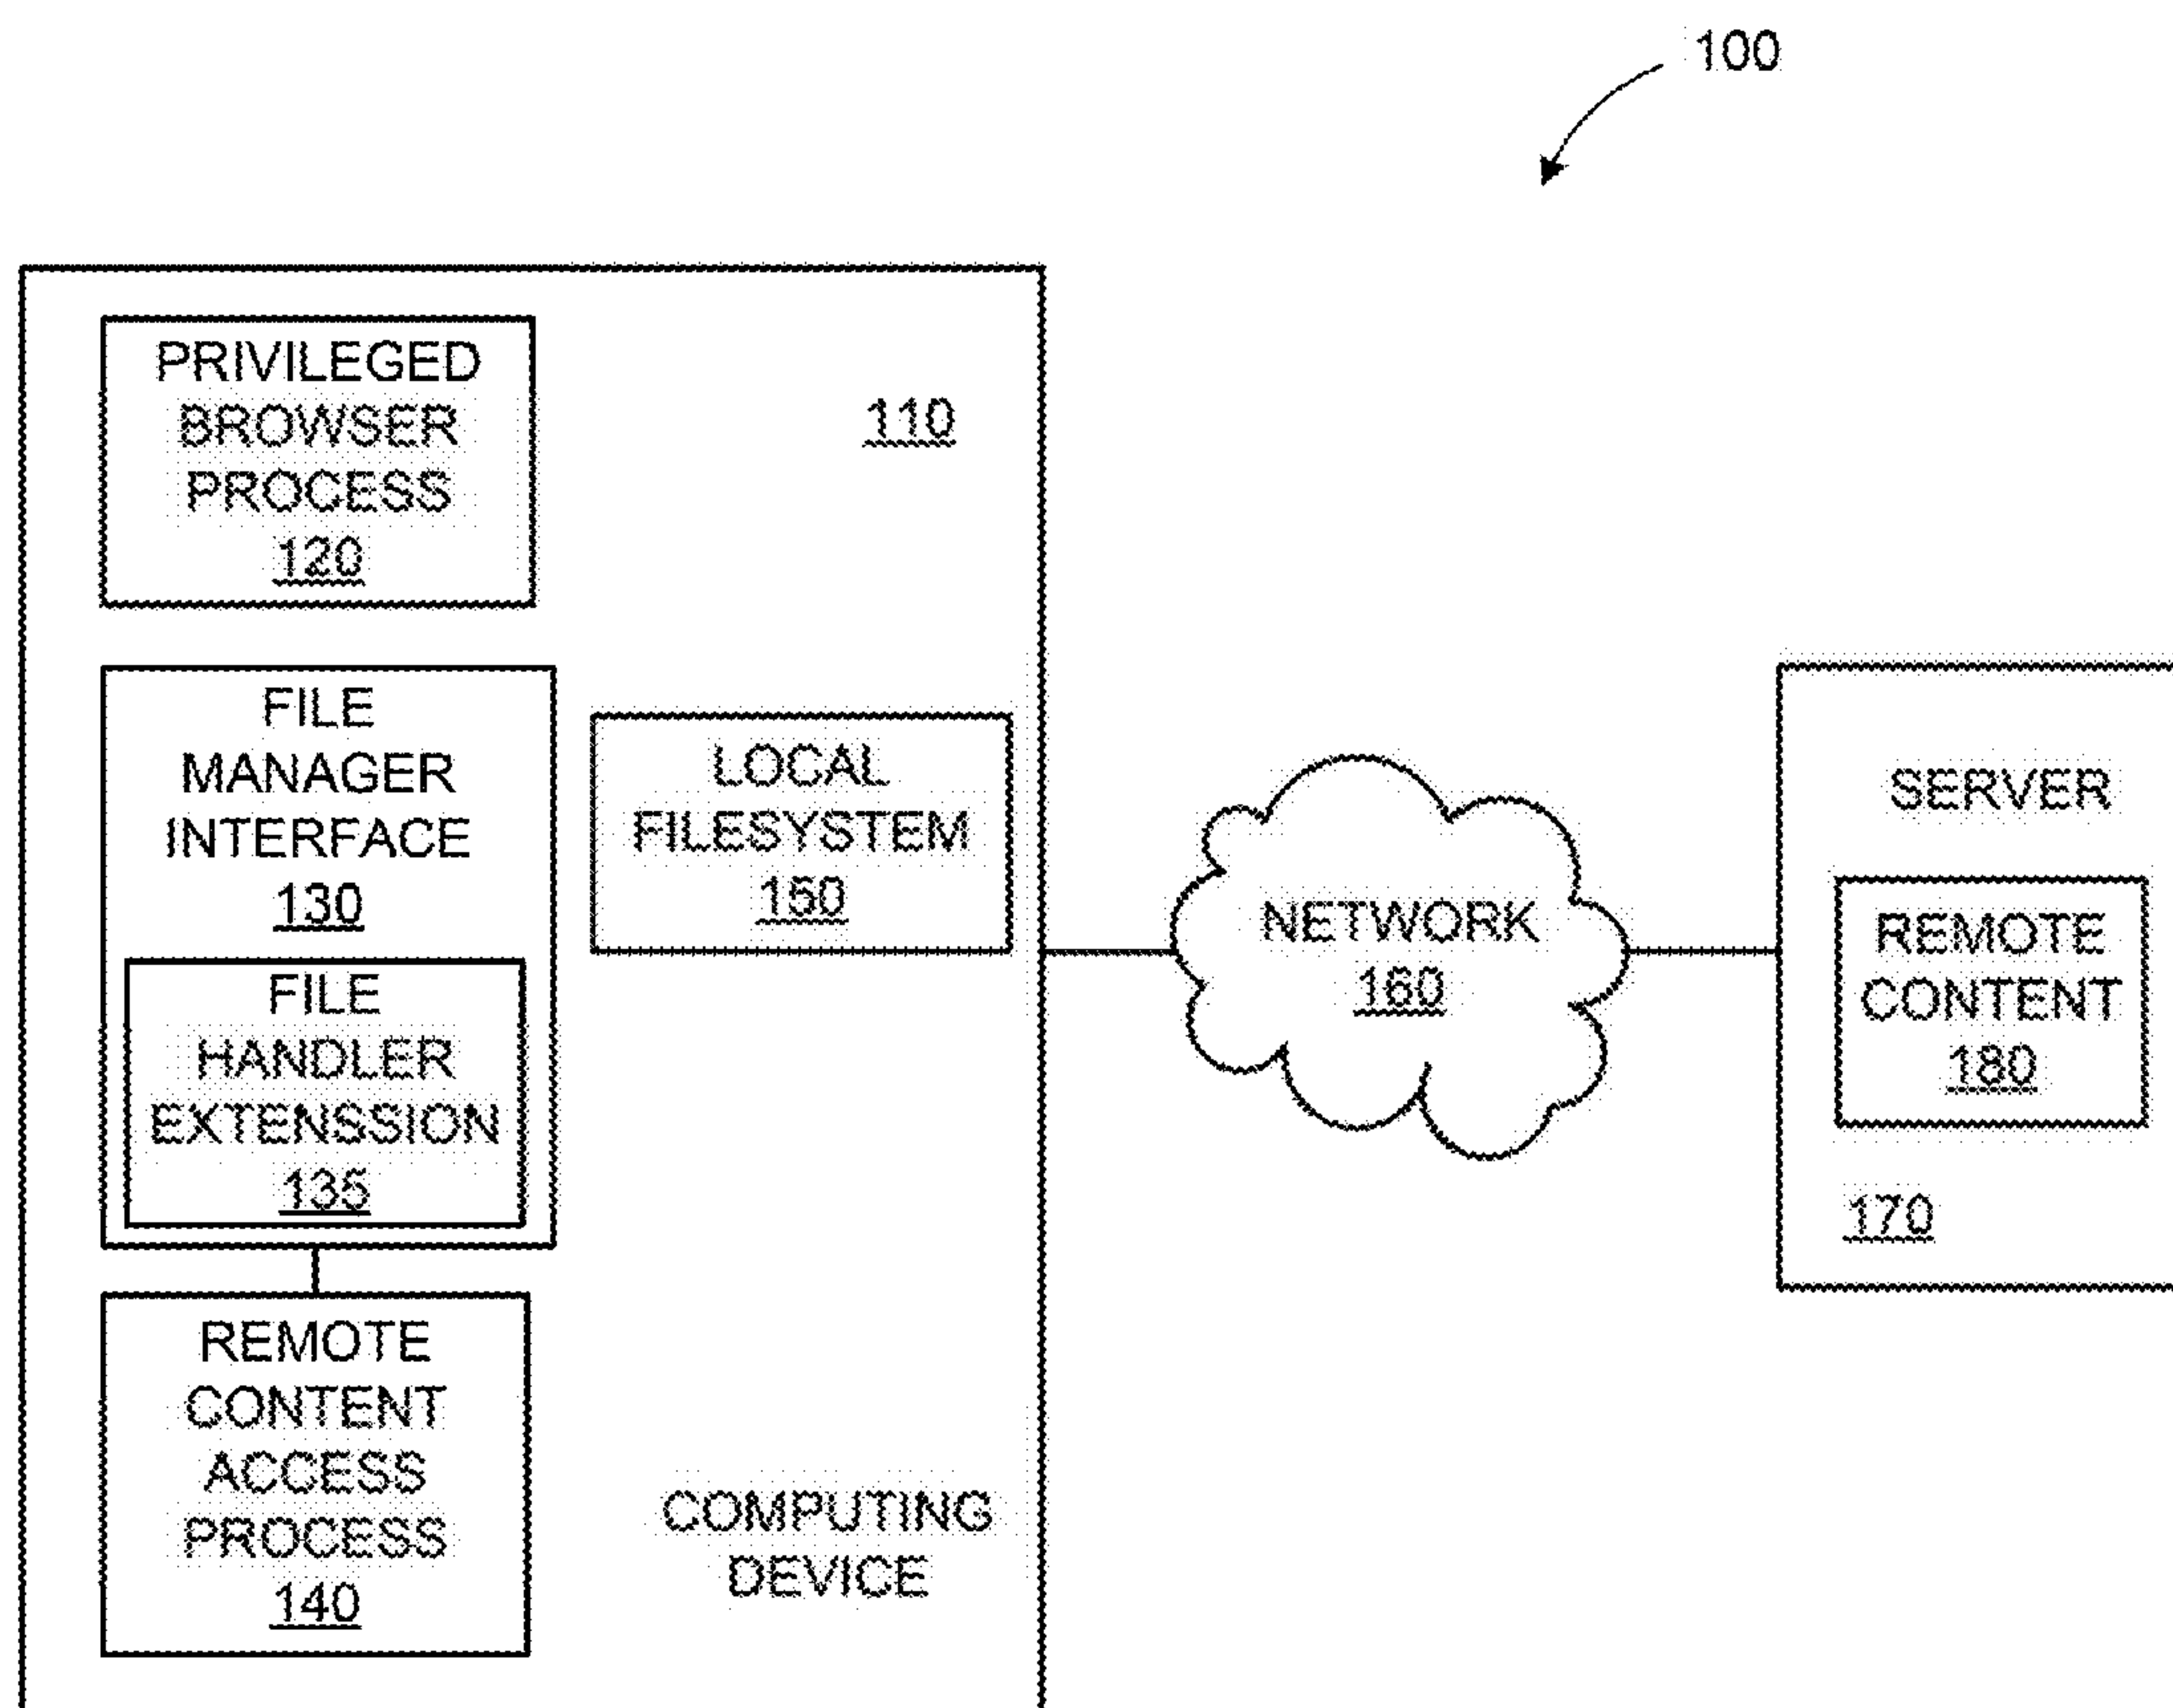 100
PRIVILEGED
BROWSER
PROCESS
120
110
FILE
MANAGER
INTERFACE
130
FILE
HANDLER
EXTENSSION
135
LOCAL
FILESYSTEM
150
REMOTE
CONTENT
ACCESS
PROCESS
140
COMPUTING
DEVICE
NETWORK
160
SERVER
REMOTE
CONTENT
180
170